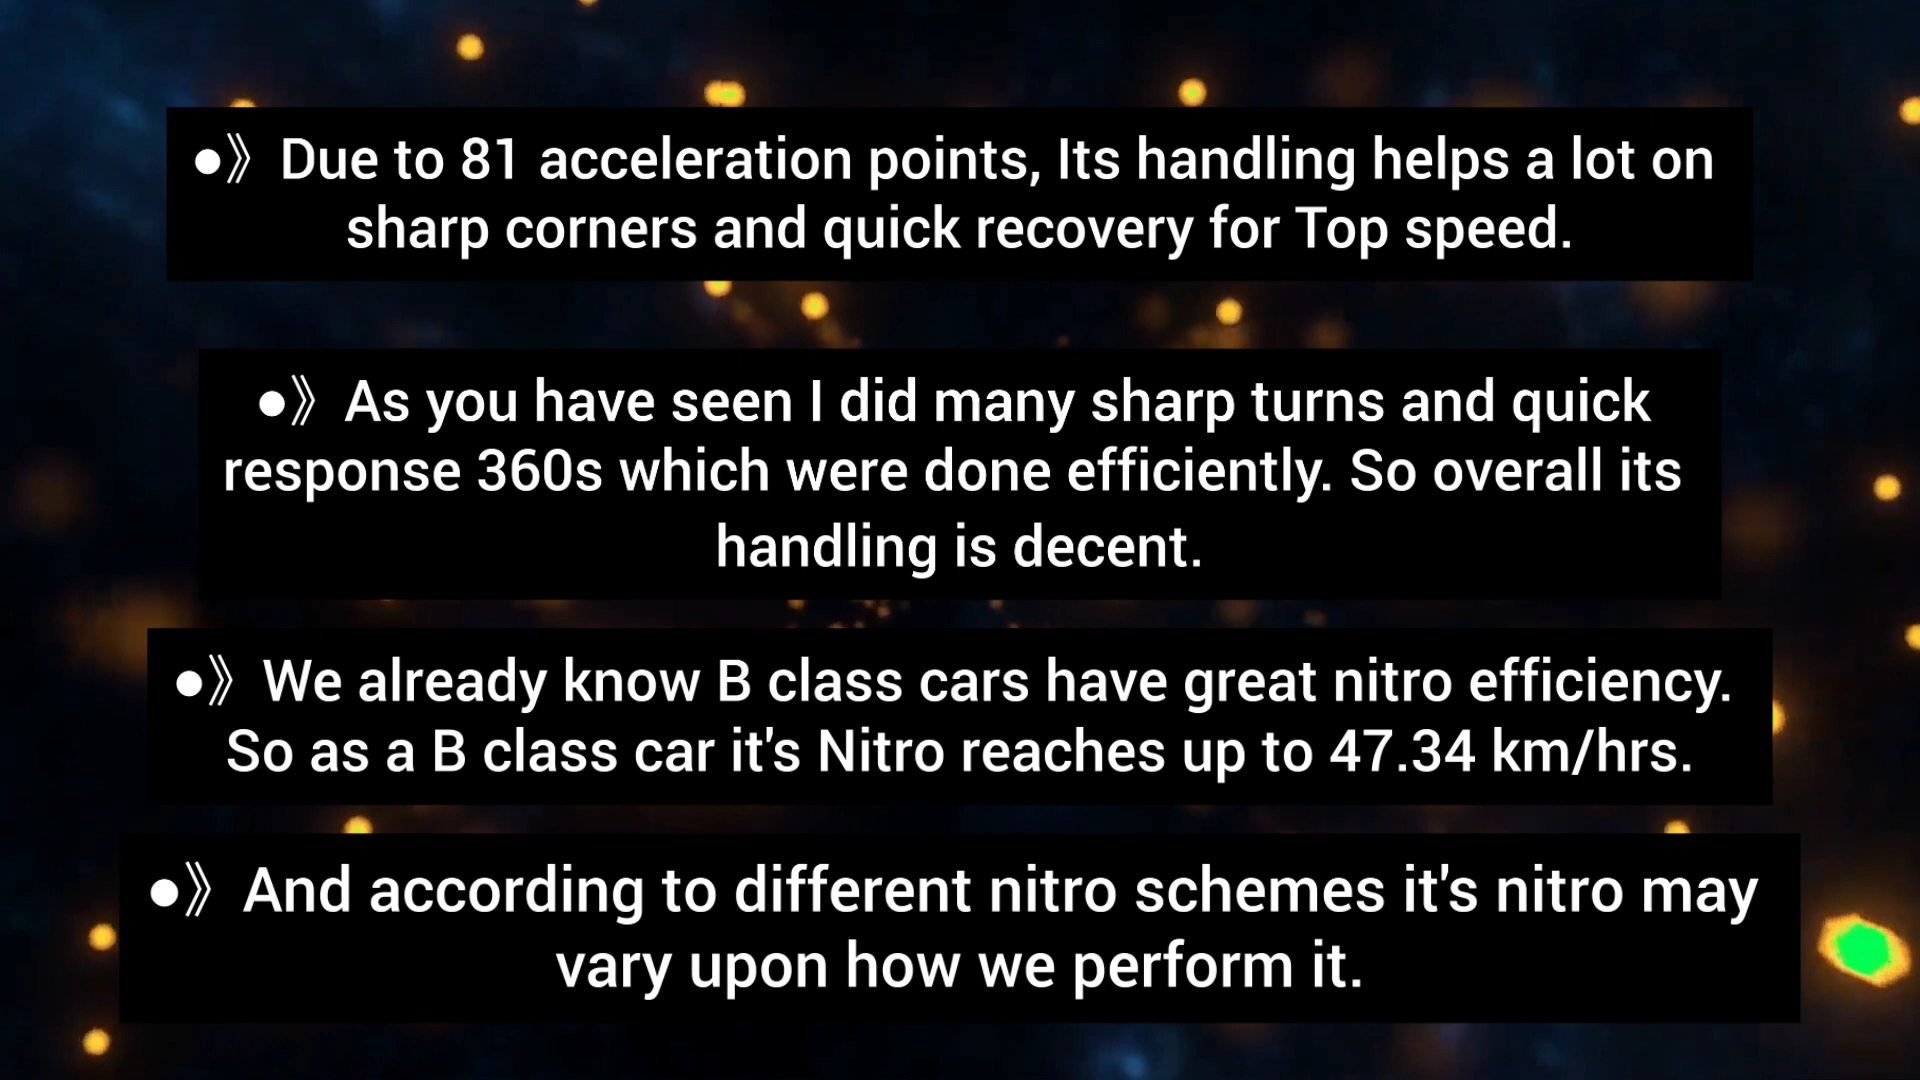 ●》 Due to 81 acceleration points, Its handling helps a lot on
sharp corners and quick recovery for Top speed.
●》 As you have seen I did many sharp turns and quick
response 360s which were done efficiently. So overall its
handling is decent.
●》 We already know B class cars have great nitro efficiency.
So as a B class car it's Nitro reaches up to 47.34 km/hrs.
●》 And according to different nitro schemes it's nitro may
vary upon how we perform it.